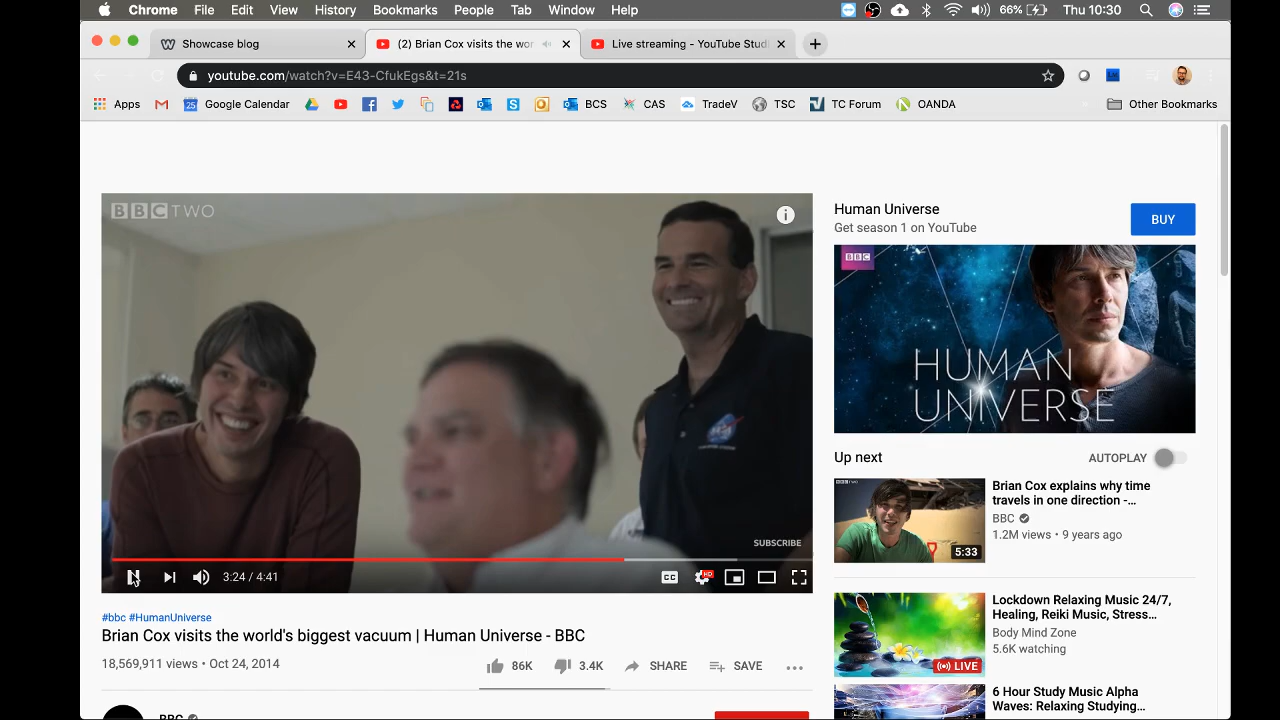 Chrome File Edit View History Bookmarks People Tab Window Help 66% Thu 10:30
Showcase blog (2) Brian Cox visits the wor Live streaming - YouTube Studi
youtube.com/watch?v=E43-CfukEgs&t=21s
Apps Google Calendar BCS CAS TradeV TSC TC Forum OANDA Other Bookmarks
BBC TWO
SUBSCRIBE
3:24 / 4:41
CC HD
#bbc #HumanUniverse
Brian Cox visits the world's biggest vacuum | Human Universe - BBC
18,569,911 views • Oct 24, 2014
86K 3.4K SHARE SAVE
BBC
Human Universe
Get season 1 on YouTube
BUY
BBC
HUMAN
UNIVERSE
Up next AUTOPLAY
5:33
Brian Cox explains why time
travels in one direction -...
BBC
1.2M views • 9 years ago
LIVE
Lockdown Relaxing Music 24/7,
Healing, Reiki Music, Stress...
Body Mind Zone
5.6K watching
6 Hour Study Music Alpha
Waves: Relaxing Studying...